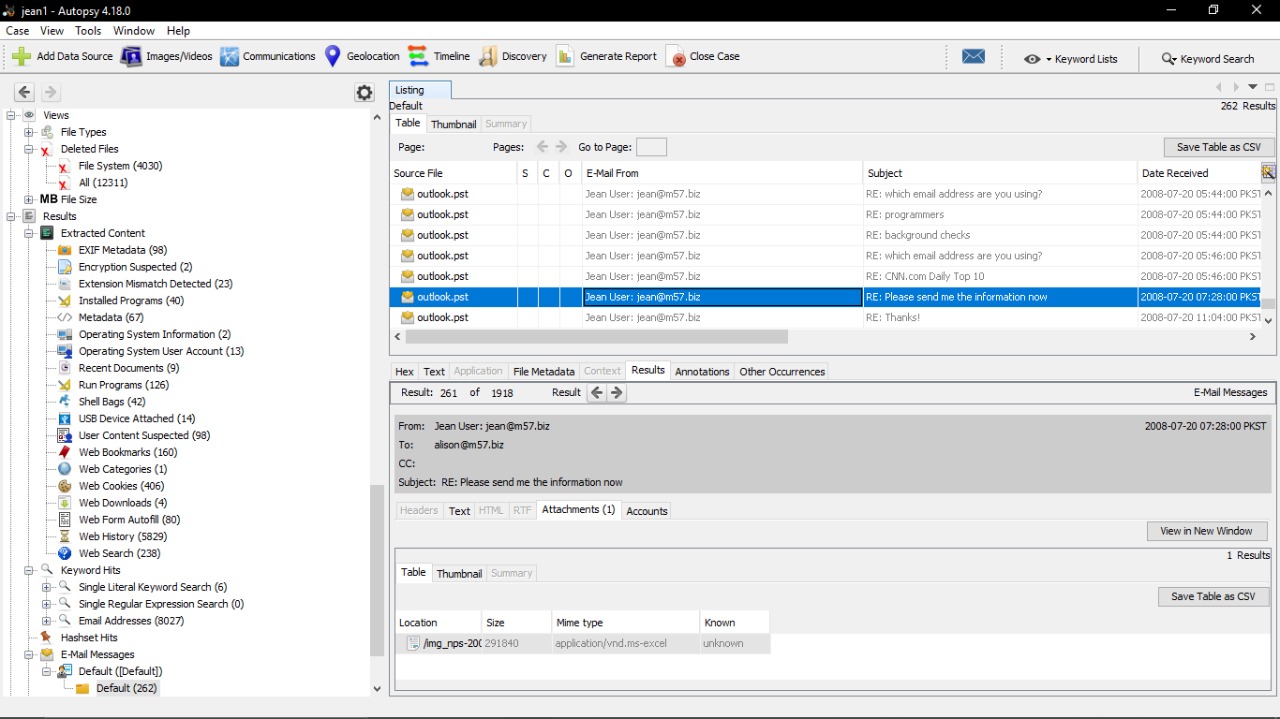 jean1 - Autopsy 4.18.0
Case View Tools Window Help
Add Data Source Images/Videos Communications Geolocation Timeline Discovery Generate Report Close Case Keyword Lists Keyword Search
Views
File Types
Deleted Files
File System (4030)
All (12311)
MB File Size
Results
Extracted Content
EXIF Metadata (98)
Encryption Suspected (2)
Extension Mismatch Detected (23)
Installed Programs (40)
Metadata (67)
Operating System Information (2)
Operating System User Account (13)
Recent Documents (9)
Run Programs (126)
Shell Bags (42)
USB Device Attached (14)
User Content Suspected (98)
Web Bookmarks (160)
Web Categories (1)
Web Cookies (406)
Web Downloads (4)
Web Form Autofill (80)
Web History (5829)
Web Search (238)
Keyword Hits
Single Literal Keyword Search (6)
Single Regular Expression Search (0)
Email Addresses (8027)
Hashset Hits
E-Mail Messages
Default ([Default])
Default (262)
Listing
Default 262 Results
Table Thumbnail Summary
Page: Pages: Go to Page: Save Table as CSV
Source File S C O E-Mail From Subject Date Received
outlook.pst Jean User: jean@m57.biz RE: which email address are you using? 2008-07-20 05:44:00 PKST
outlook.pst Jean User: jean@m57.biz RE: programmers 2008-07-20 05:44:00 PKST
outlook.pst Jean User: jean@m57.biz RE: background checks 2008-07-20 05:44:00 PKST
outlook.pst Jean User: jean@m57.biz RE: which email address are you using? 2008-07-20 05:46:00 PKST
outlook.pst Jean User: jean@m57.biz RE: CNN.com Daily Top 10 2008-07-20 05:46:00 PKST
outlook.pst Jean User: jean@m57.biz RE: Please send me the information now 2008-07-20 07:28:00 PKST
outlook.pst Jean User: jean@m57.biz RE: Thanks! 2008-07-20 11:04:00 PKST
Hex Text Application File Metadata Context Results Annotations Other Occurrences
Result: 261 of 1918 Result E-Mail Messages
From: Jean User: jean@m57.biz 2008-07-20 07:28:00 PKST
To: alison@m57.biz
CC:
Subject: RE: Please send me the information now
Headers Text HTML RTF Attachments (1) Accounts
View in New Window
1 Results
Table Thumbnail Summary
Save Table as CSV
Location Size Mime type Known
/img_nps-200 291840 application/vnd.ms-excel unknown